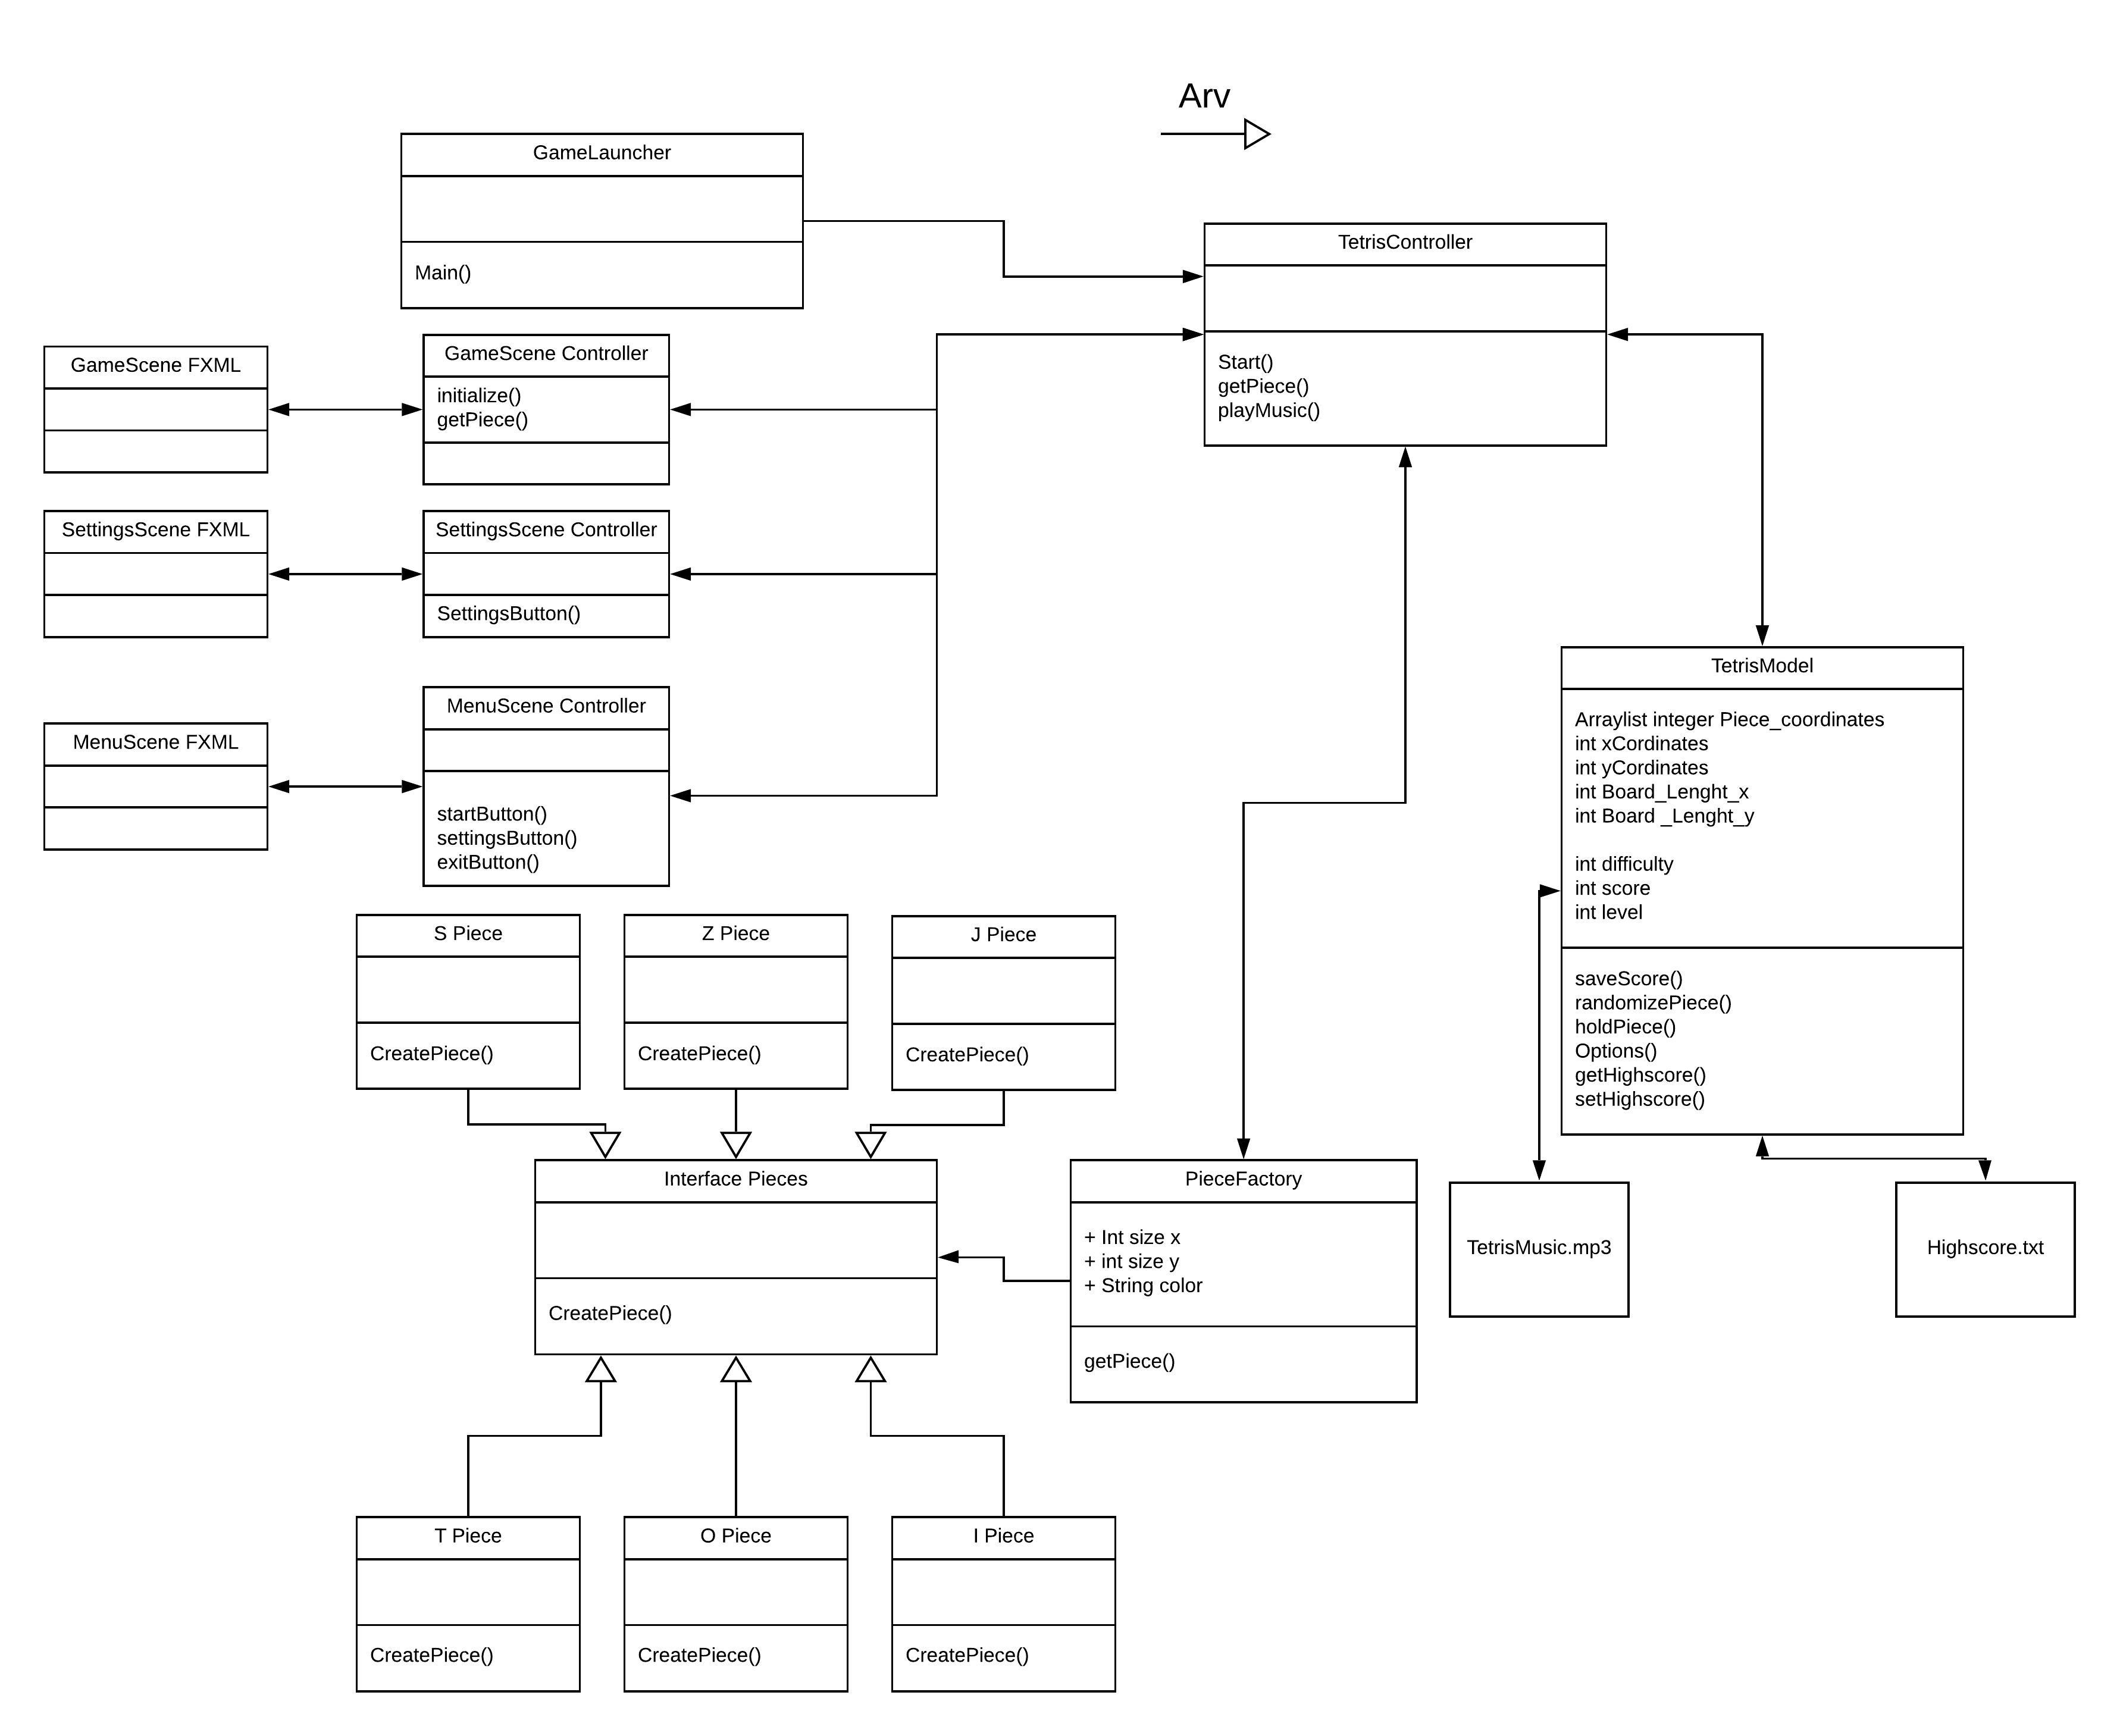 Arv
GameLauncher
Main()
TetrisController
Start()
getPiece()
playMusic()
GameScene FXML
GameScene Controller
initialize()
getPiece()
SettingsScene FXML
SettingsScene Controller
SettingsButton()
MenuScene FXML
MenuScene Controller
startButton()
settingsButton()
exitButton()
TetrisModel
Arraylist integer Piece_coordinates
int xCordinates
int yCordinates
int Board_Lenght_x
int Board _Lenght_y
int difficulty
int score
int level
saveScore()
randomizePiece()
holdPiece()
Options()
getHighscore()
setHighscore()
S Piece
CreatePiece()
Z Piece
CreatePiece()
J Piece
CreatePiece()
Interface Pieces
CreatePiece()
PieceFactory
+ Int size x
+ int size y
+ String color
getPiece()
TetrisMusic.mp3
Highscore.txt
T Piece
CreatePiece()
O Piece
CreatePiece()
I Piece
CreatePiece()